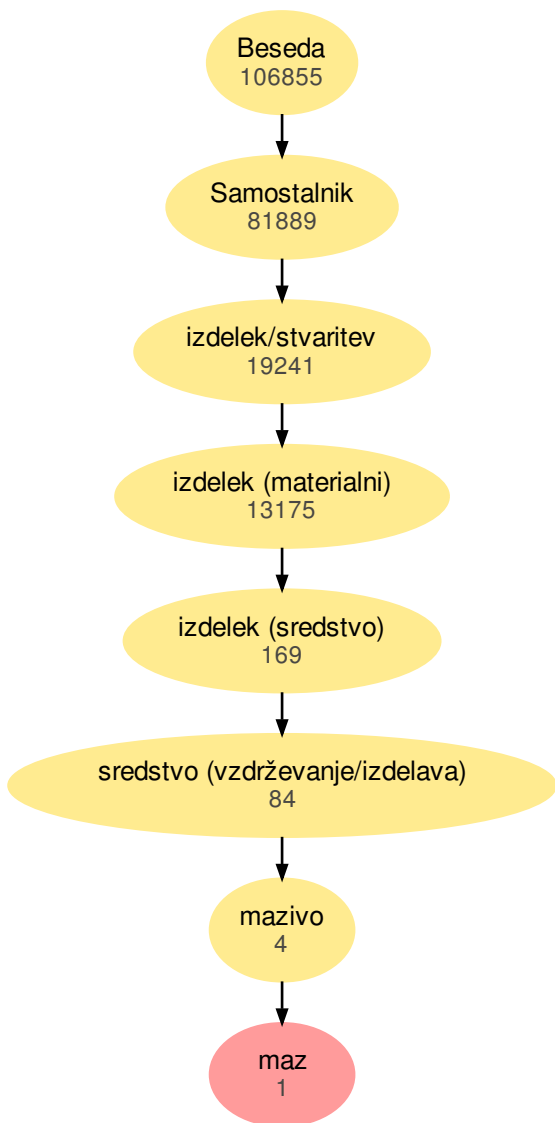 Beseda
106855
Samostalnik
81889
izdelek/stvaritev
19241
izdelek (materialni)
13175
izdelek (sredstvo)
169
sredstvo (vzdrževanje/izdelava)
84
mazivo
4
maz
1